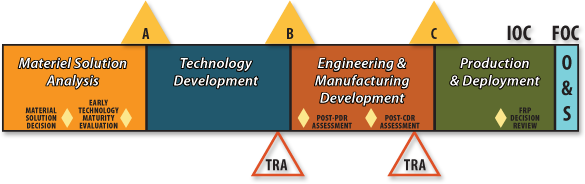 A
B
C
IOC
FOC
Materiel Solution
Analysis
Technology
Development
Engineering &
Manufacturing
Development
Production
& Deployment
O & S
MATERIAL
SOLUTION
DECISION
EARLY
TECHNOLOGY
MATURITY
EVALUATION
POST-PDR
ASSESSMENT
POST-CDR
ASSESSMENT
FRP
DECISION
REVIEW
TRA
TRA